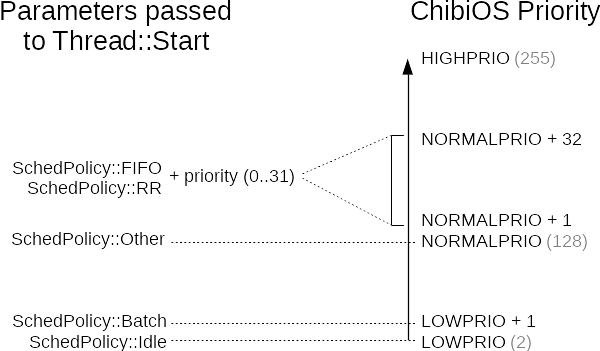 Parameters passed
to Thread::Start
ChibiOS Priority
HIGHPRIO (255)
NORMALPRIO + 32
SchedPolicy::FIFO
SchedPolicy::RR
+ priority (0..31)
NORMALPRIO + 1
SchedPolicy::Other
NORMALPRIO (128)
SchedPolicy::Batch
LOWPRIO + 1
SchedPolicy::Idle
LOWPRIO (2)